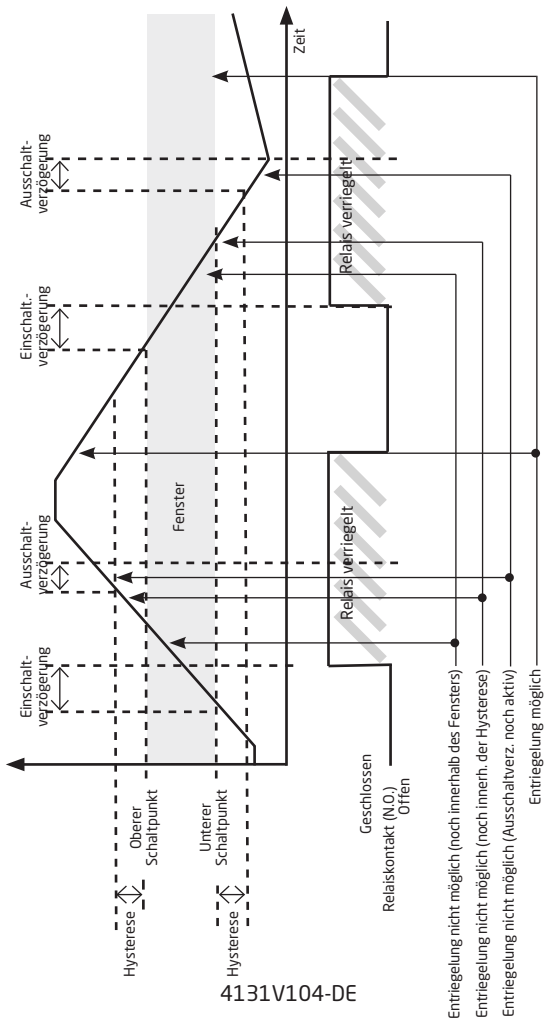 Hysterese
Oberer
Schaltpunkt
Hysterese
Unterer
Schaltpunkt
Einschalt-
verzögerung
Ausschalt-
verzögerung
Einschalt.-
verzögerung
Ausschalt-
verzögerung
Fenster
Zeit
Geschlossen
Relaiskontakt (N.O.)
Offen
Relais verriegelt
Relais verriegelt
Entriegelung nicht möglich (noch innerhalb des Fensters)
Entriegelung nicht möglich (noch innerh. der Hysterese)
Entriegelung nicht möglich (Ausschaltverz. noch aktiv)
Entriegelung möglich
4131V104-DE